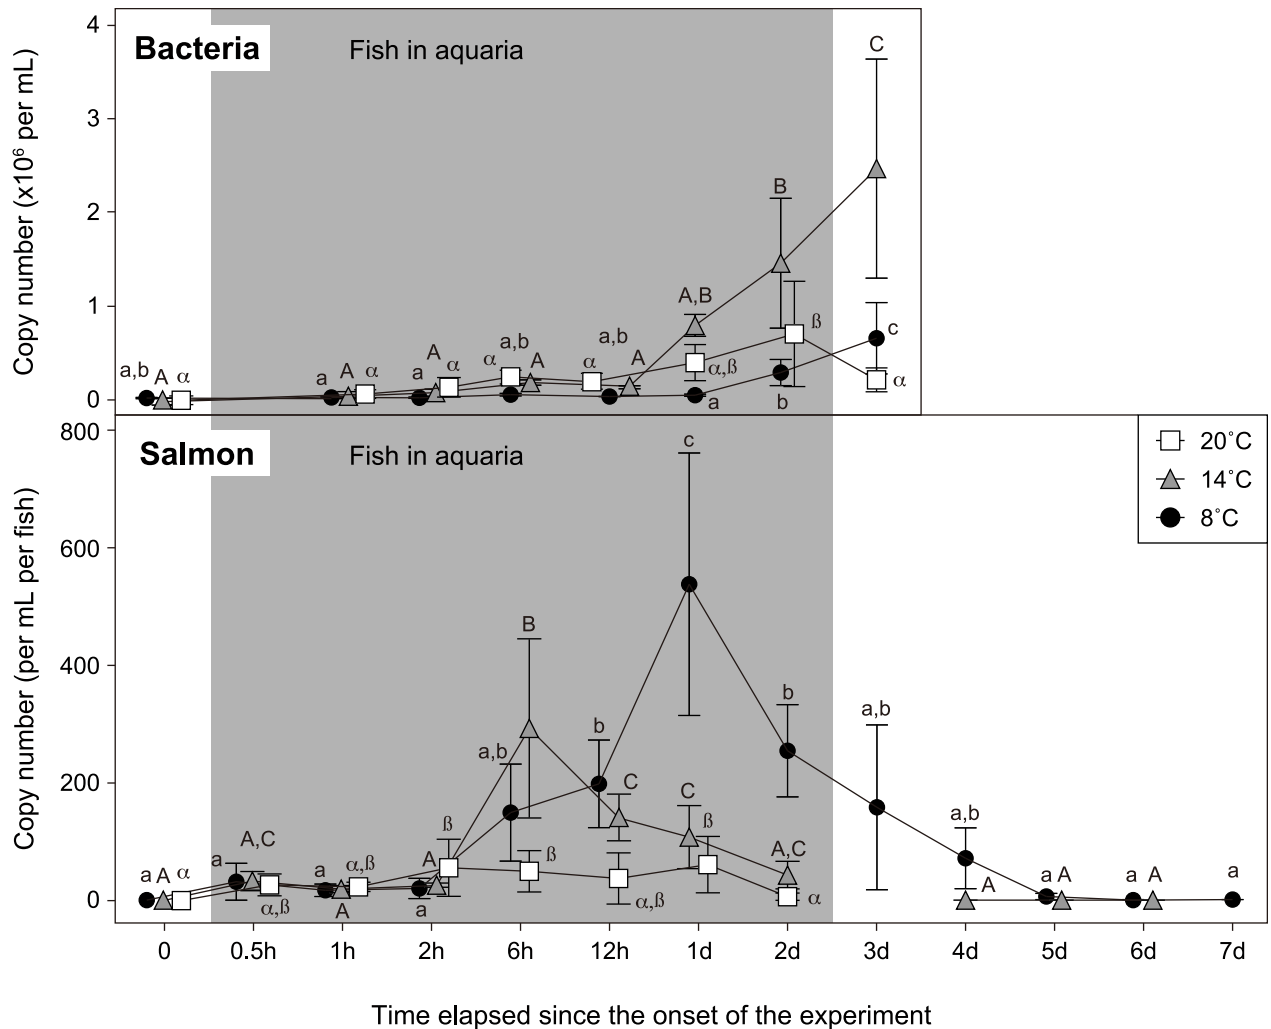 4
Bacteria
Fish in aquaria
C
3
B
2
A,B
1
ß
a,b
A
α
a
A
α
a
A
α
α
a,b
A
α
a,b
A
α,ß
a
b
c
α
0
Copy number (x10⁶ per mL)
800
Salmon
Fish in aquaria
c
20˚C
14˚C
8˚C
600
B
400
b
b
a,b
a,b
200
C
C
ß
A,C
a,b
ß
ß
A,C
a
A
α
a
α,ß
a
α,ß
A
A
a
α,ß
α
A
a
A
a
A
a
0
Copy number (per mL per fish)
0
0.5h
1h
2h
6h
12h
1d
2d
3d
4d
5d
6d
7d
Time elapsed since the onset of the experiment